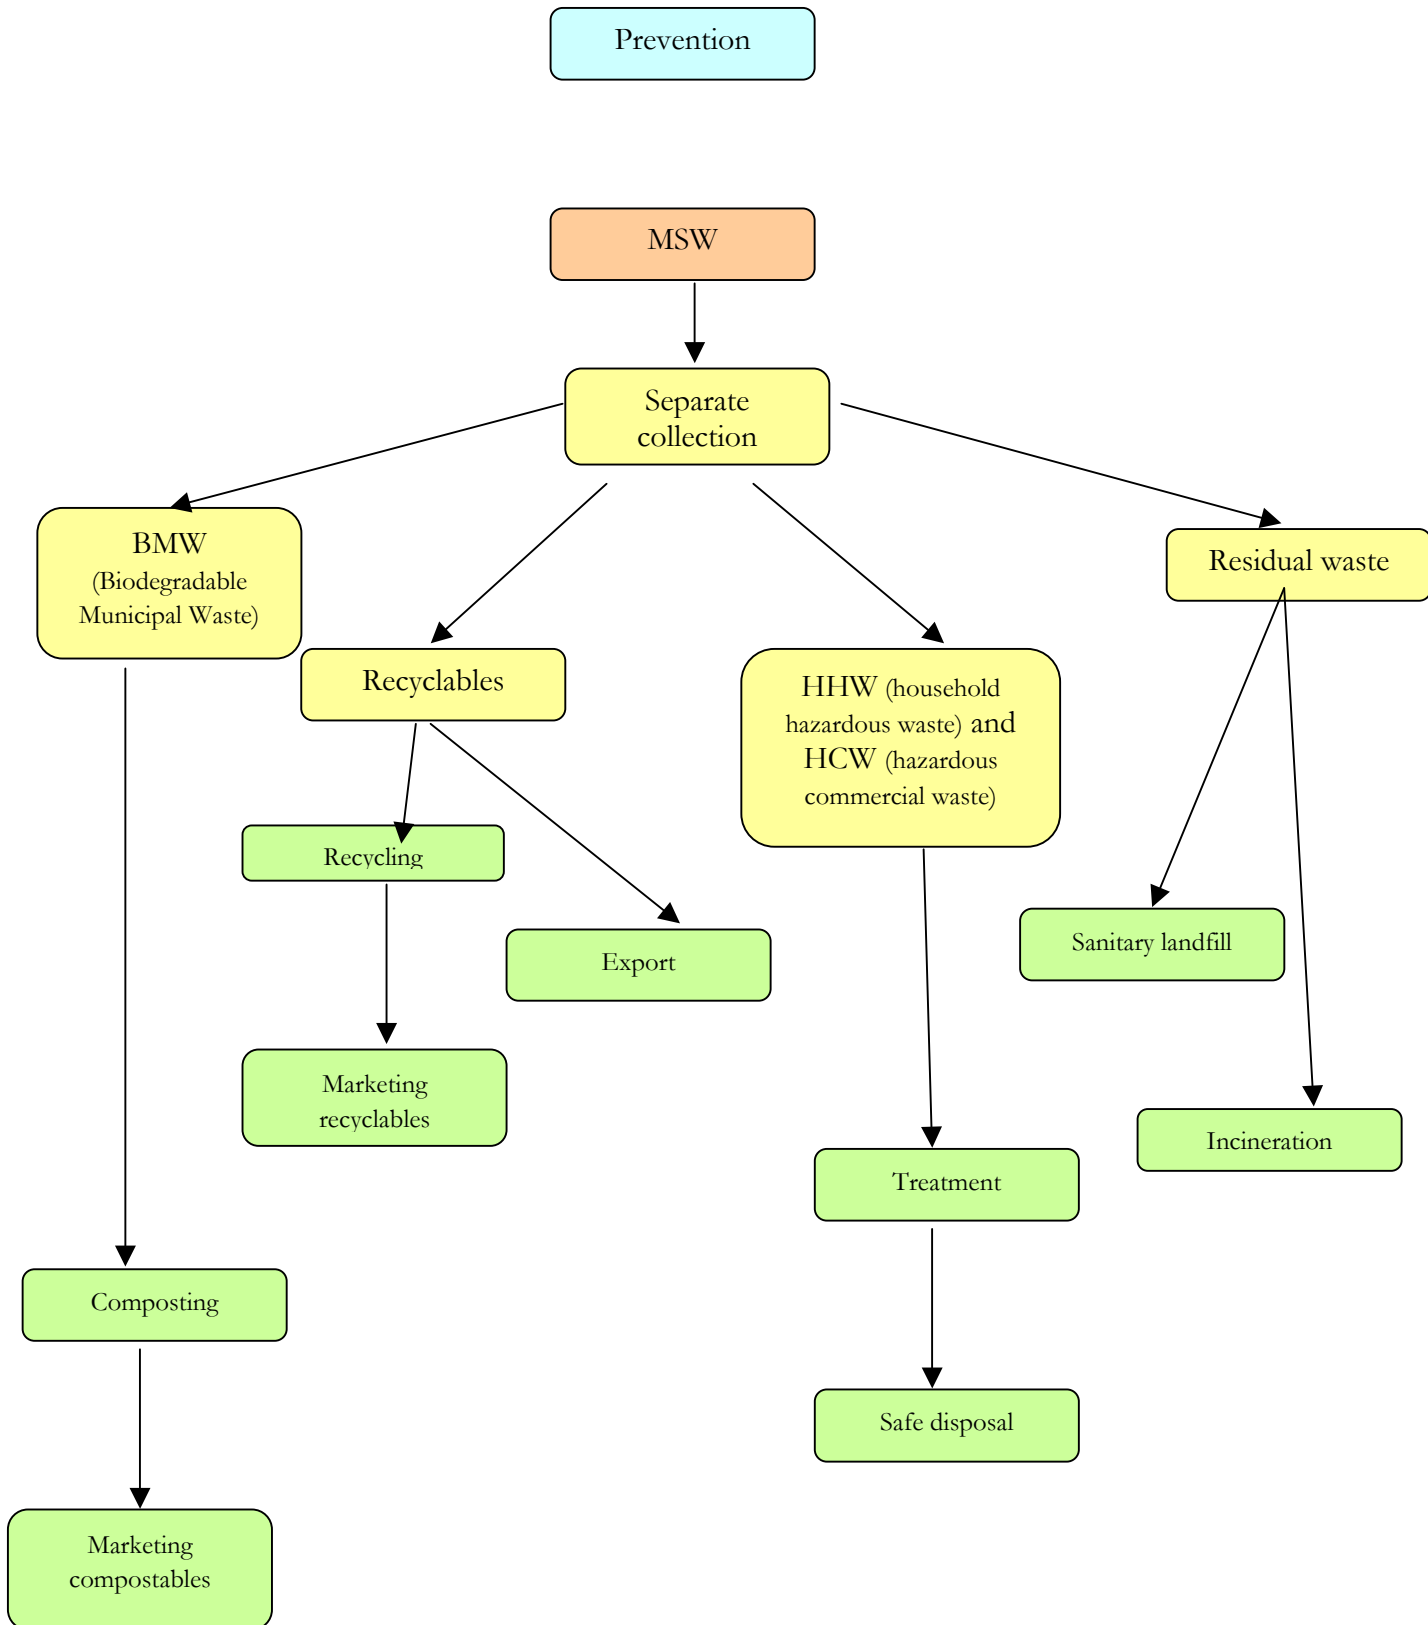 Prevention
MSW
Separate
collection
BMW
(Biodegradable
Municipal Waste)
Residual waste
Recyclables
HHW (household
hazardous waste) and
HCW (hazardous
commercial waste)
Recycling
Sanitary landfill
Export
Marketing
recyclables
Incineration
Treatment
Composting
Safe disposal
Marketing
compostables